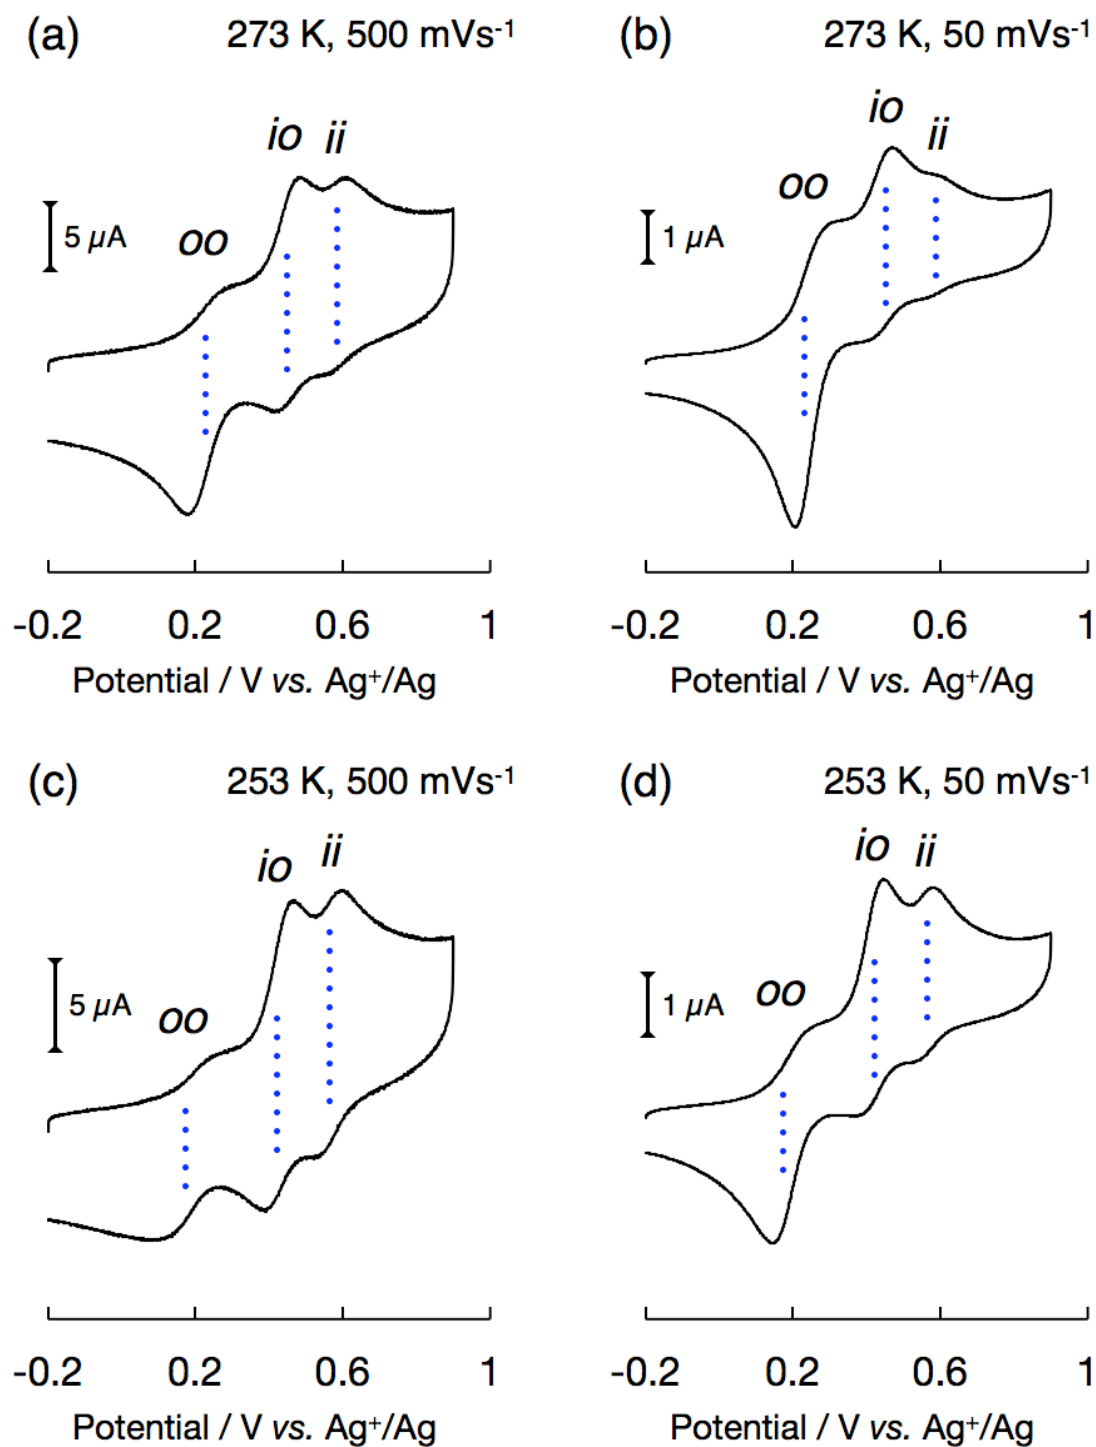 (a) 273 K, 500 mVs-1
io ii
oo
5 µA
-0.2 0.2 0.6 1
Potential / V vs. Ag+/Ag
(b) 273 K, 50 mVs-1
io
ii
oo
1 µA
-0.2 0.2 0.6 1
Potential / V vs. Ag+/Ag
(c) 253 K, 500 mVs-1
io ii
oo
5 µA
-0.2 0.2 0.6 1
Potential / V vs. Ag+/Ag
(d) 253 K, 50 mVs-1
io ii
oo
1 µA
-0.2 0.2 0.6 1
Potential / V vs. Ag+/Ag